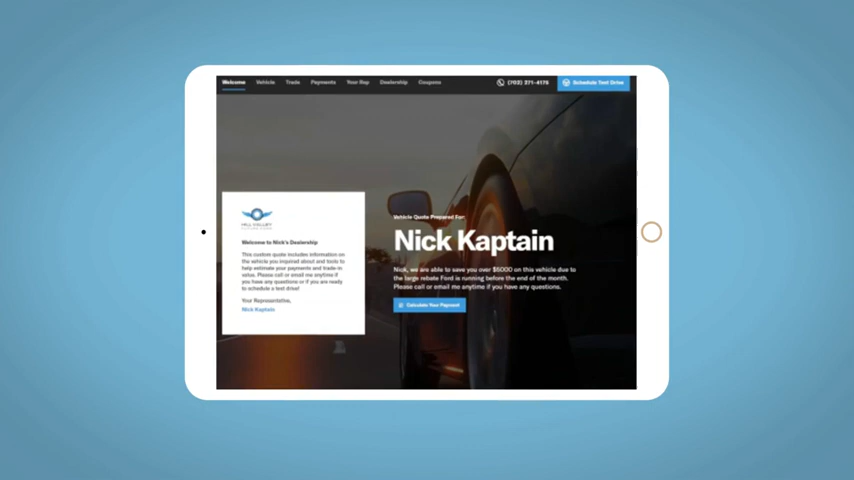 Welcome Vehicle Trade Payments Your Rep Dealership Coupons (702) 271-4175 Schedule Test Drive
HILL VALLEY
Welcome to Nick's Dealership
This custom quote includes information on
the vehicle you inquired about and tools to
help estimate your payments and trade-in
value. Please call or email me anytime if
you have any questions or if you are ready
to schedule a test drive!
Your Representative,
Nick Kaptain
Vehicle Quote Prepared For:
Nick Kaptain
Nick, we are able to save you over $6000 on this vehicle due to
the large rebate Ford is running before the end of the month.
Please call or email me anytime if you have any questions.
Calculate Your Payment